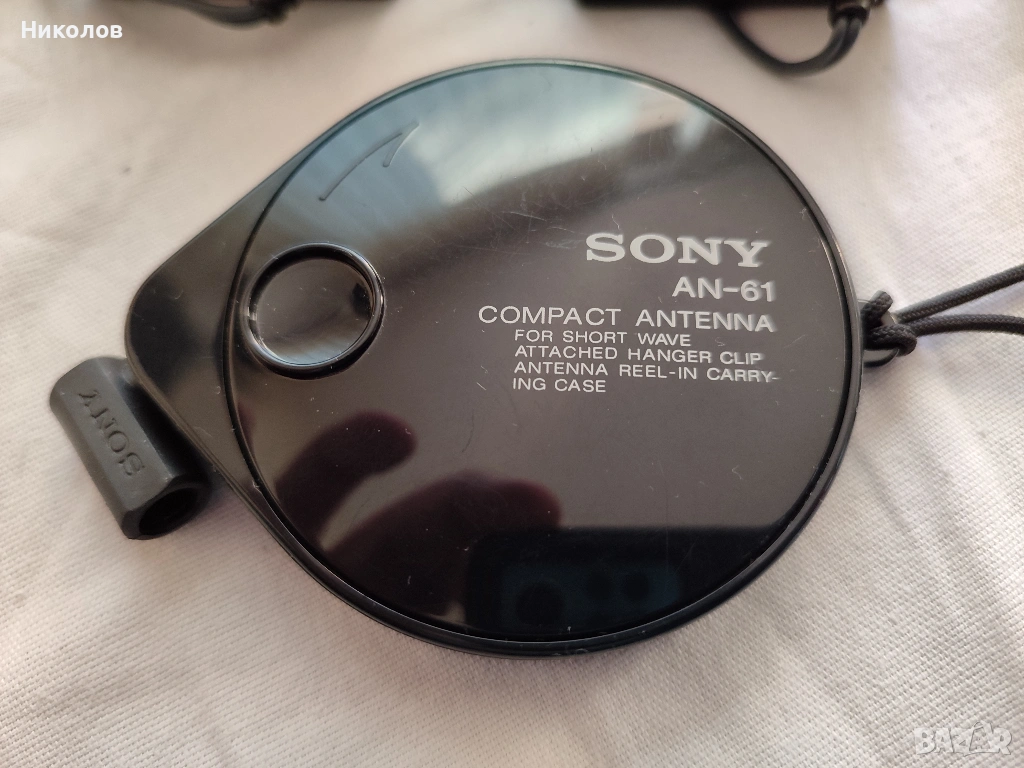 Николов
SONY
AN-61
COMPACT ANTENNA
FOR SHORT WAVE
ATTACHED HANGER CLIP
ANTENNA REEL-IN CARRY-
ING CASE
SONY
BAZAR